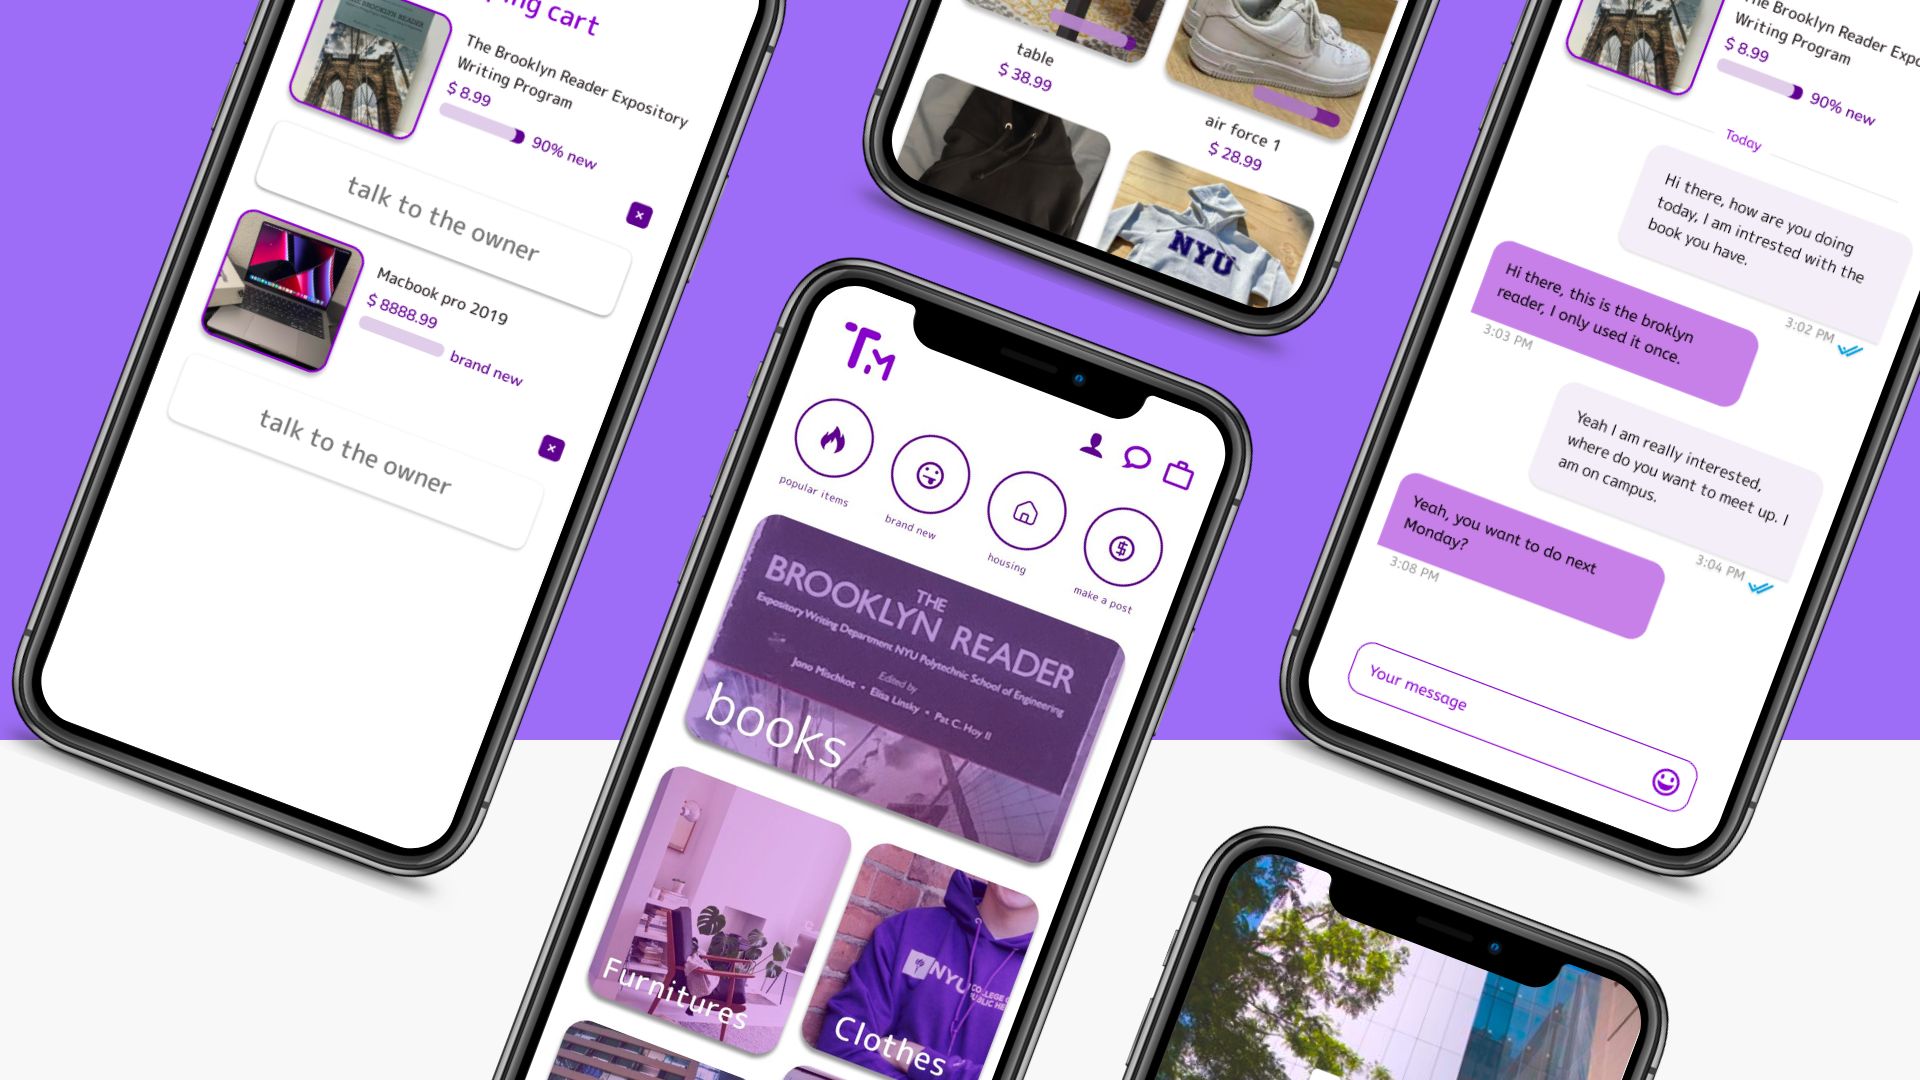 ping cart
The Brooklyn Reader Expository
Writing Program
$ 8.99
90% new
talk to the owner
Macbook pro 2019
$ 8888.99
brand new
talk to the owner
table
$ 38.99
air force 1
$ 28.99
NYU
TM
popular items
brand new
housing
make a post
THE
BROOKLYN READER
Expository Writing Department NYU Polytechnic School of Engineering
Edited by
Jono Mischkot • Elisa Linsky • Pat C. Hoy II
books
Furnitures
NYU
Clothes
The Brooklyn Reader Expo
Writing Program
$ 8.99
90% new
Today
Hi there, how are you doing
today, I am intrested with the
book you have.
3:02 PM
Hi there, this is the broklyn
reader, I only used it once.
3:03 PM
Yeah I am really interested,
where do you want to meet up. I
am on campus.
3:04 PM
Yeah, you want to do next
Monday?
3:08 PM
Your message